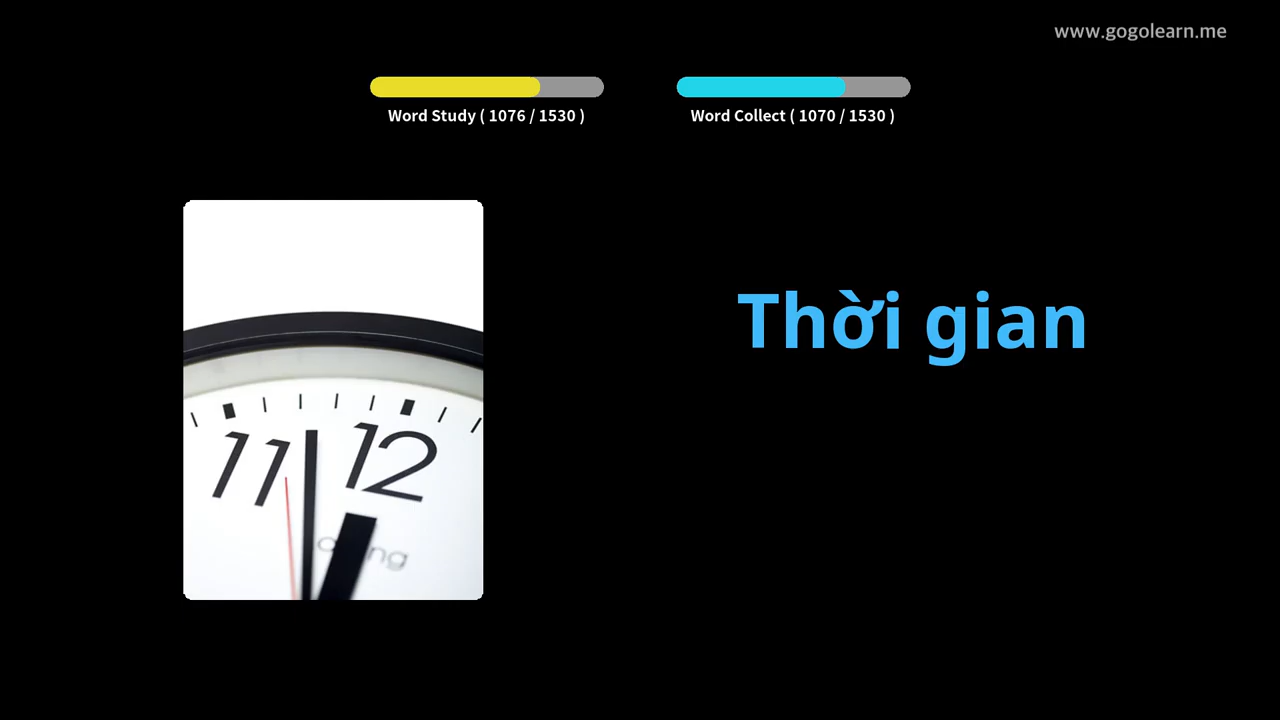 www.gogolearn.me
Word Study ( 1076 / 1530 )
Word Collect ( 1070 / 1530 )
Thời gian
11
12